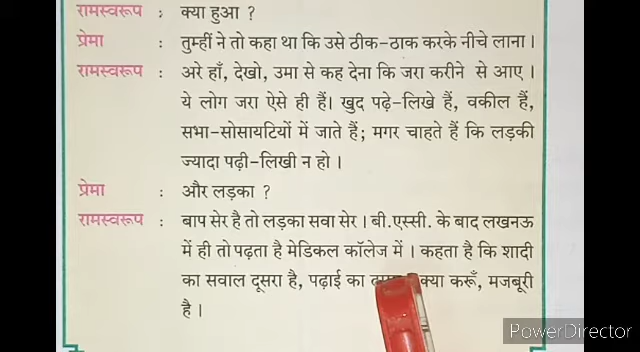 रामस्वरूप : क्या हुआ ?
प्रेमा : तुम्हीं ने तो कहा था कि उसे ठीक-ठाक करके नीचे लाना ।
रामस्वरूप : अरे हाँ, देखो, उमा से कह देना कि जरा करीने से आए ।
ये लोग जरा ऐसे ही हैं। खुद पढ़े-लिखे हैं, वकील हैं,
सभा-सोसायटियों में जाते हैं; मगर चाहते हैं कि लड़की
ज्यादा पढ़ी-लिखी न हो ।
प्रेमा : और लड़का ?
रामस्वरूप : बाप सेर है तो लड़का सवा सेर । बी.एस्सी. के बाद लखनऊ
में ही तो पढ़ता है मेडिकल कॉलेज में । कहता है कि शादी
का सवाल दूसरा है, पढ़ाई का क्या करूँ, मजबूरी
है ।
PowerDirector